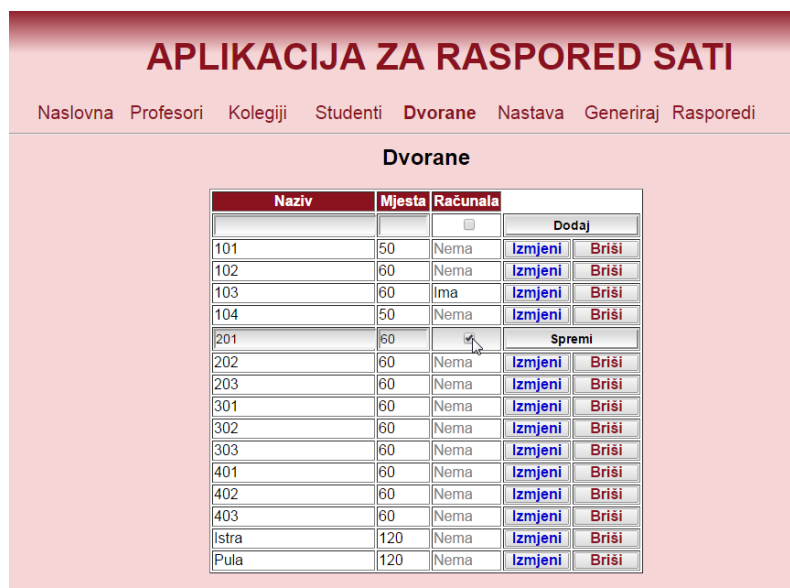 APLIKACIJA ZA RASPORED SATI
Naslovna Profesori Kolegiji Studenti Dvorane Nastava Generiraj Rasporedi
Dvorane
Naziv Mjesta Računala
Dodaj
101 50 Nema Izmjeni Briši
102 60 Nema Izmjeni Briši
103 60 Ima Izmjeni Briši
104 50 Nema Izmjeni Briši
201 60 Spremi
202 60 Nema Izmjeni Briši
203 60 Nema Izmjeni Briši
301 60 Nema Izmjeni Briši
302 60 Nema Izmjeni Briši
303 60 Nema Izmjeni Briši
401 60 Nema Izmjeni Briši
402 60 Nema Izmjeni Briši
403 60 Nema Izmjeni Briši
Istra 120 Nema Izmjeni Briši
Pula 120 Nema Izmjeni Briši